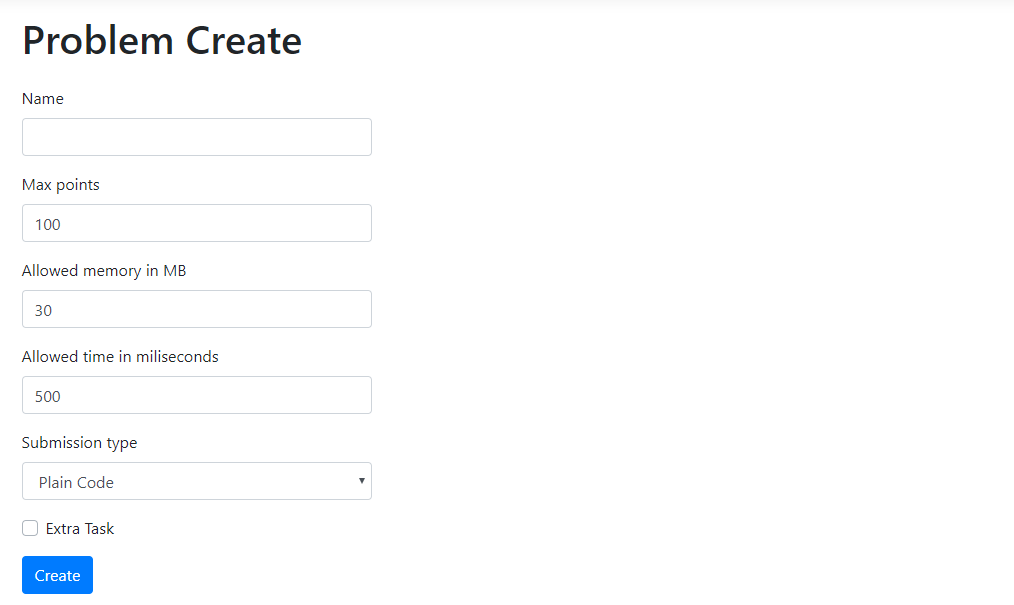 Problem Create
Name
Max points
100
Allowed memory in MB
30
Allowed time in miliseconds
500
Submission type
Plain Code
Extra Task
Create